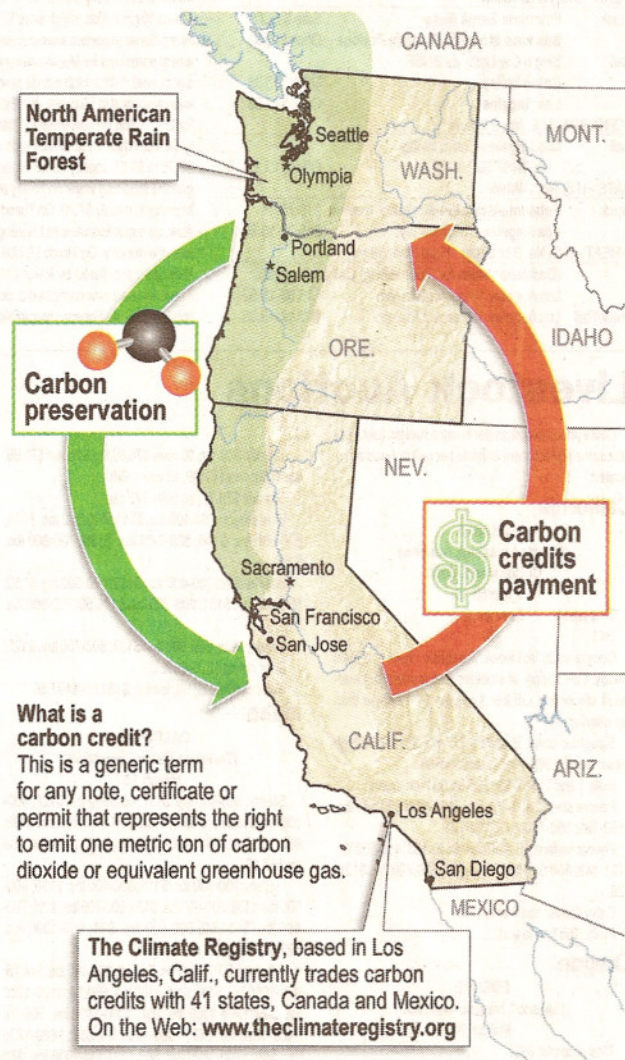 CANADA
North American
Temperate Rain
Forest
Seattle
Olympia
WASH.
MONT.
Portland
Salem
ORE.
IDAHO
Carbon
preservation
NEV.
$
Carbon
credits
payment
Sacramento
San Francisco
San Jose
What is a
carbon credit?
This is a generic term
for any note, certificate or
permit that represents the right
to emit one metric ton of carbon
dioxide or equivalent greenhouse gas.
CALIF.
ARIZ.
Los Angeles
San Diego
MEXICO
The Climate Registry, based in Los
Angeles, Calif., currently trades carbon
credits with 41 states, Canada and Mexico.
On the Web: www.theclimateregistry.org